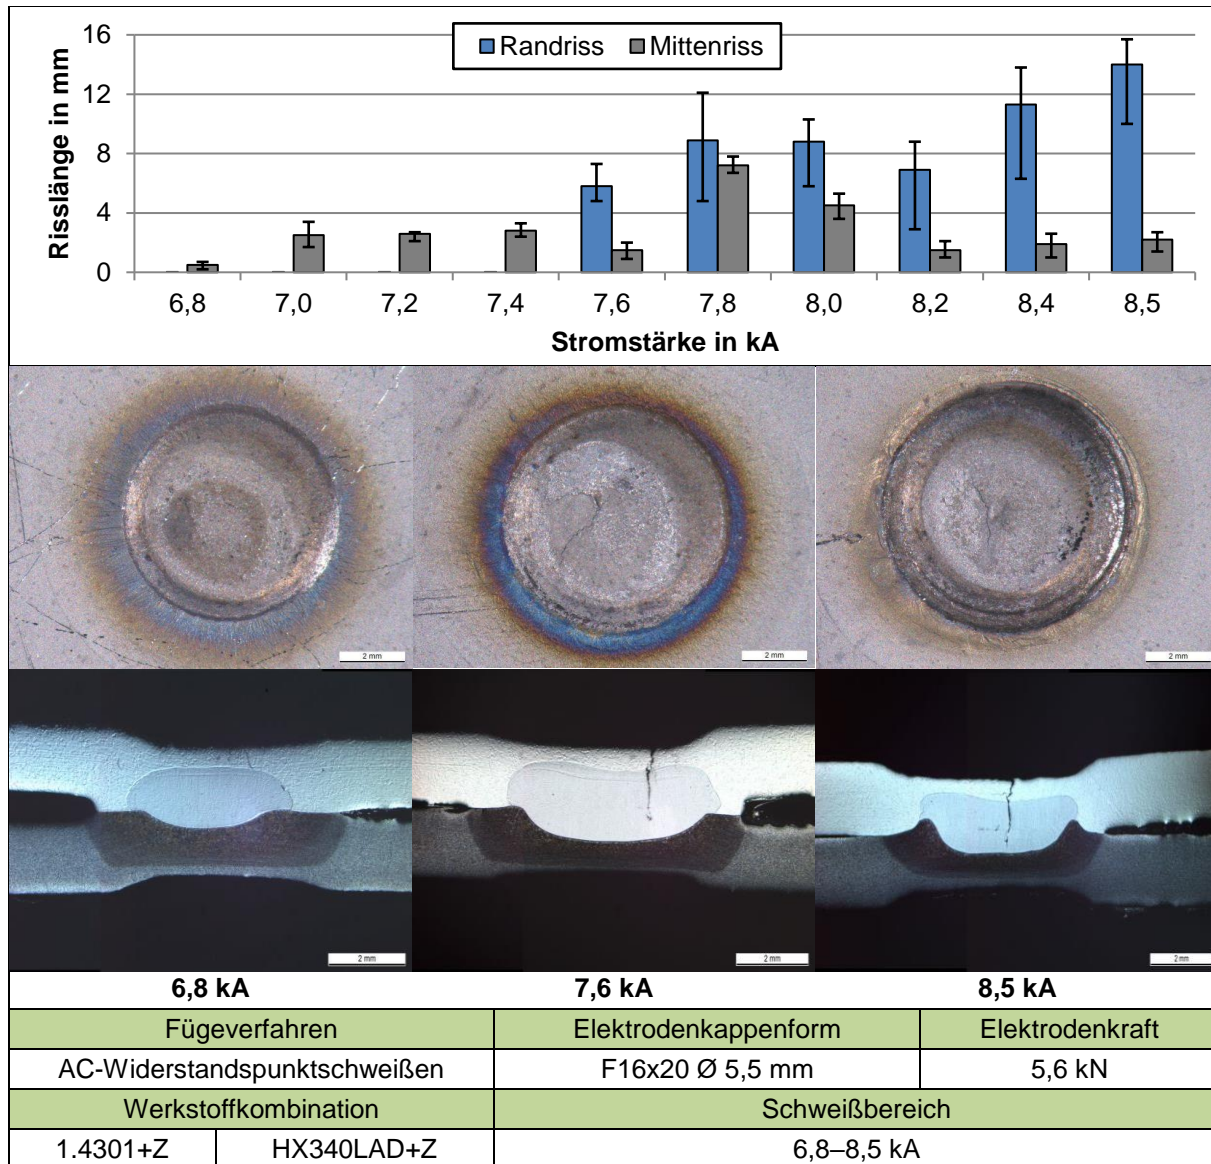 Randriss Mittenriss
Risslänge in mm
16
12
8
4
0
6,8 7,0 7,2 7,4 7,6 7,8 8,0 8,2 8,4 8,5
Stromstärke in kA
2 mm 2 mm 2 mm
2 mm 2 mm 2 mm
6,8 kA 7,6 kA 8,5 kA
Fügeverfahren Elektrodenkappenform Elektrodenkraft
AC-Widerstandspunktschweißen F16x20 Ø 5,5 mm 5,6 kN
Werkstoffkombination Schweißbereich
1.4301+Z HX340LAD+Z 6,8–8,5 kA